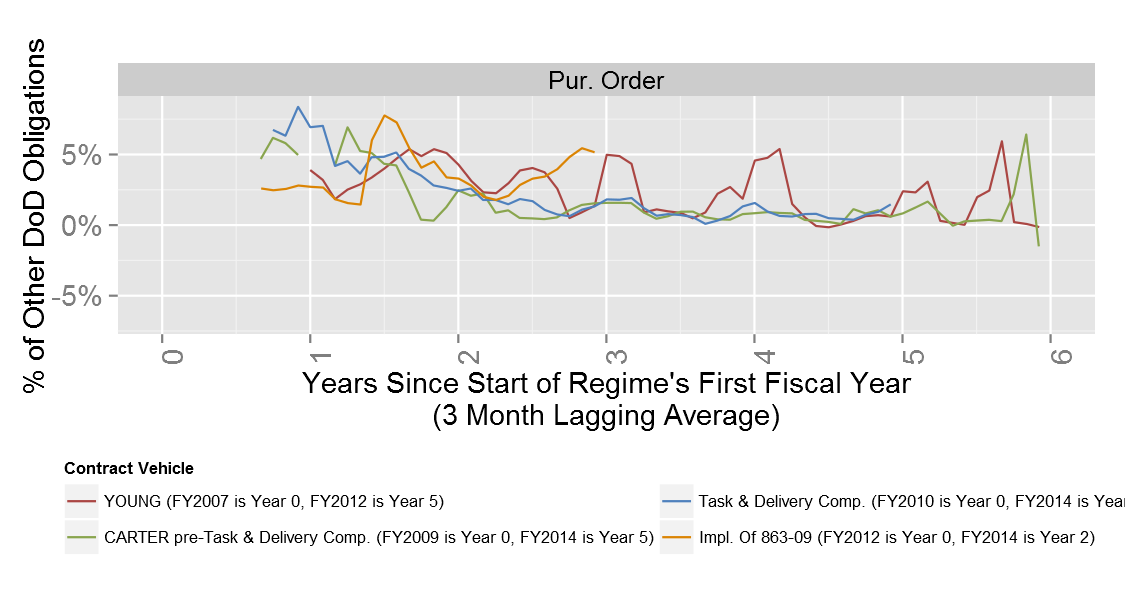 Pur. Order
% of Other DoD Obligations
5%
0%
-5%
0
1
2
3
4
5
6
Years Since Start of Regime's First Fiscal Year
(3 Month Lagging Average)
Contract Vehicle
YOUNG (FY2007 is Year 0, FY2012 is Year 5)
Task & Delivery Comp. (FY2010 is Year 0, FY2014 is Year
CARTER pre-Task & Delivery Comp. (FY2009 is Year 0, FY2014 is Year 5)
Impl. Of 863-09 (FY2012 is Year 0, FY2014 is Year 2)